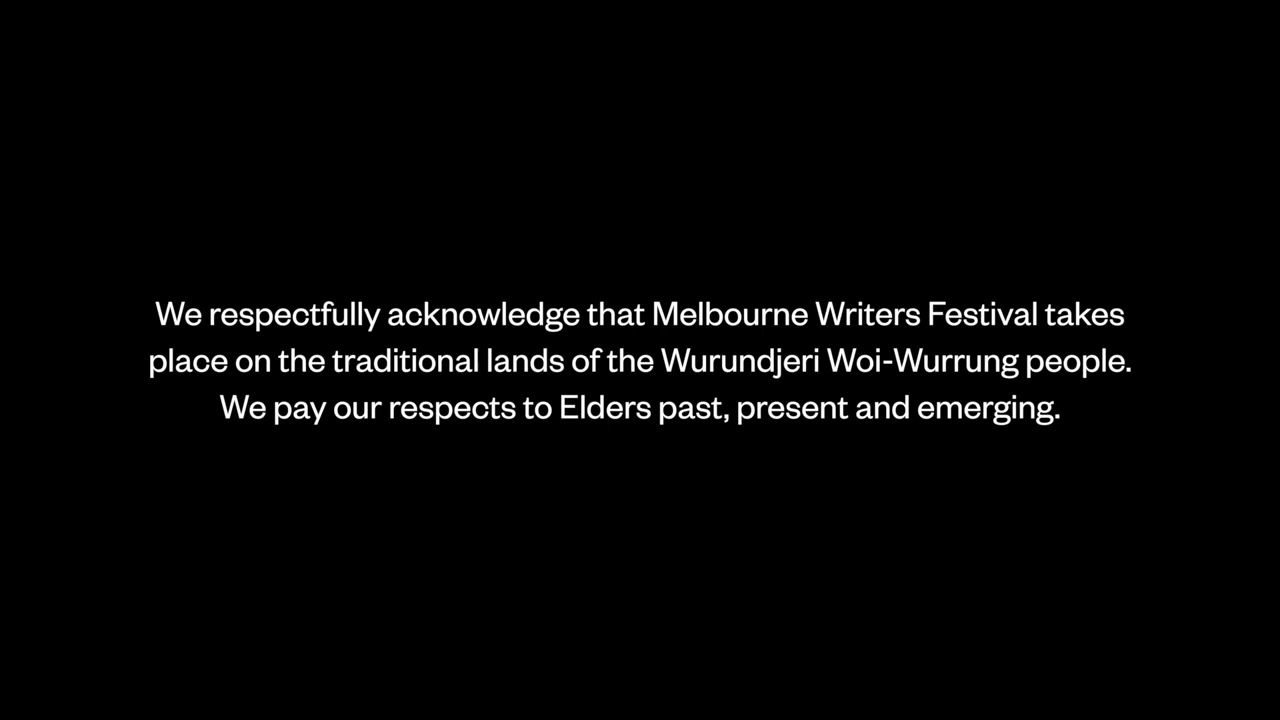 We respectfully acknowledge that Melbourne Writers Festival takes
place on the traditional lands of the Wurundjeri Woi-Wurrung people.
We pay our respects to Elders past, present and emerging.